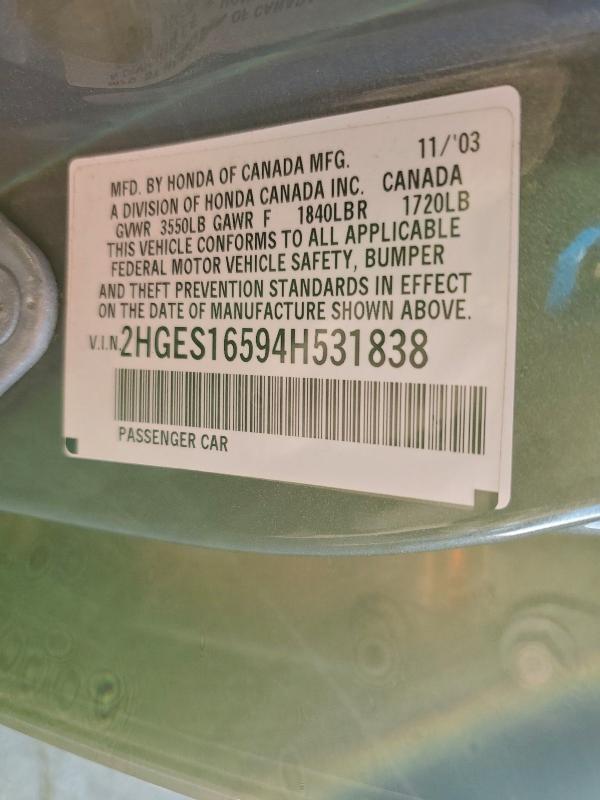 MFD. BY HONDA OF CANADA MFG. 11/'03
A DIVISION OF HONDA CANADA INC. CANADA
GVWR 3550LB GAWR F 1840LBR 1720LB
THIS VEHICLE CONFORMS TO ALL APPLICABLE
FEDERAL MOTOR VEHICLE SAFETY, BUMPER
AND THEFT PREVENTION STANDARDS IN EFFECT
ON THE DATE OF MANUFACTURE SHOWN ABOVE.
V.I.N.2HGES16594H531838
PASSENGER CAR